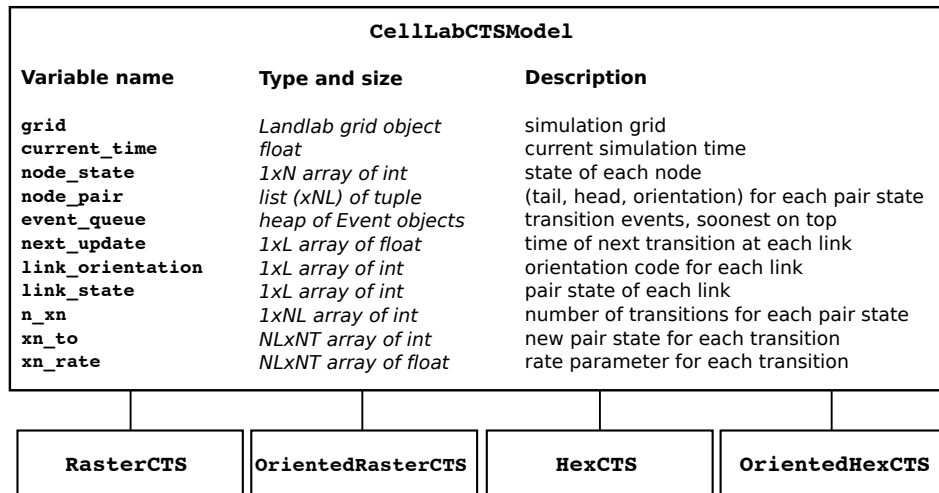 CellLabCTSModel
Variable name Type and size Description
grid Landlab grid object simulation grid
current_time float current simulation time
node_state 1xN array of int state of each node
node_pair list (xNL) of tuple (tail, head, orientation) for each pair state
event_queue heap of Event objects transition events, soonest on top
next_update 1xL array of float time of next transition at each link
link_orientation 1xL array of int orientation code for each link
link_state 1xL array of int pair state of each link
n_xn 1xNL array of int number of transitions for each pair state
xn_to NLxNT array of int new pair state for each transition
xn_rate NLxNT array of float rate parameter for each transition
RasterCTS OrientedRasterCTS HexCTS OrientedHexCTS